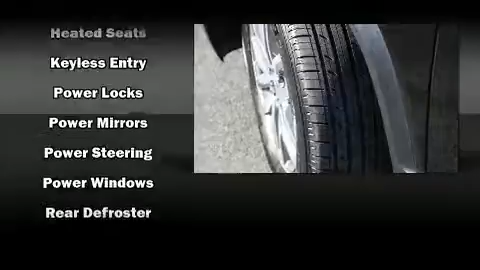 Heated Seats
Keyless Entry
Power Locks
Power Mirrors
Power Steering
Power Windows
Rear Defroster